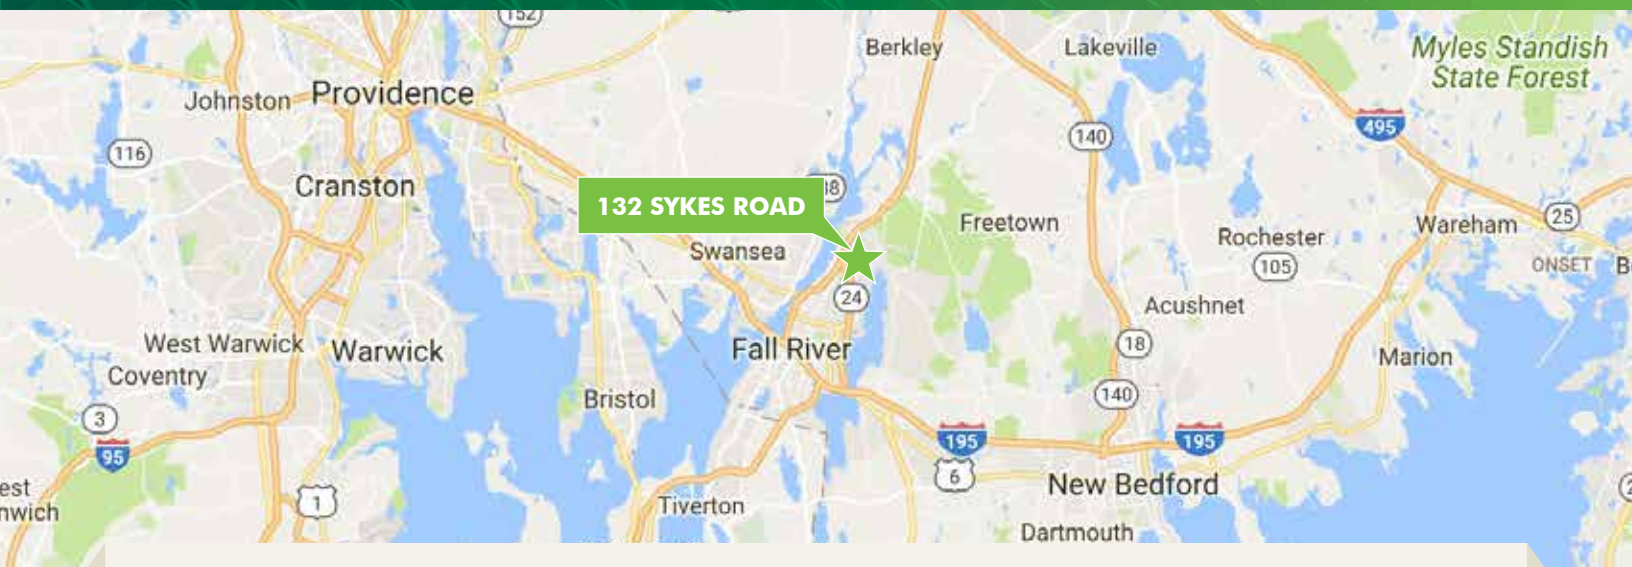 152
Berkley
Lakeville
Myles Standish
State Forest
Johnston
Providence
495
140
116
Cranston
132 SYKES ROAD
Freetown
Wareham
25
Swansea
Rochester
105
ONSET
24
Acushnet
West Warwick
Warwick
Fall River
18
Marion
Coventry
Bristol
140
3
95
195
195
6
New Bedford
1
Tiverton
Dartmouth